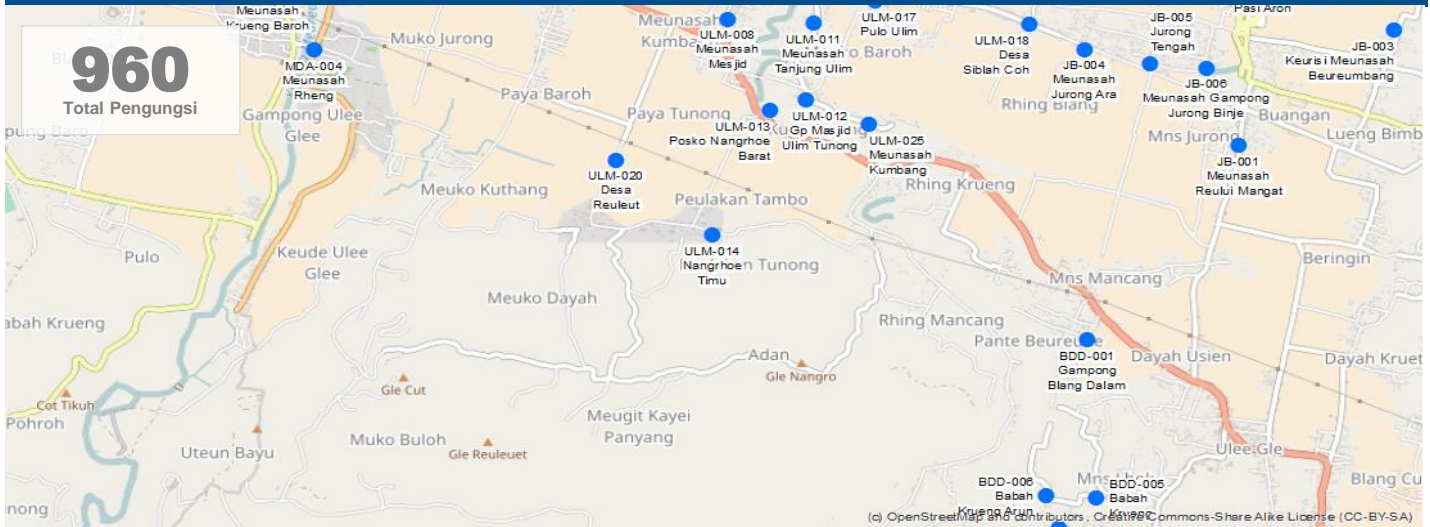 960
Total Pengungsi
Meunasah
Krueng Baroh
MDA-004
Meunasah
Rheng
Gampong Ulee
Glee
Muko Jurong
Paya Baroh
Paya Tunong
Meuko Kuthang
ULM-008
Meunasah
Mesjid
ULM-011
Meunasah
Tanjung Ulim
ULM-017
Pulo Ulim
ULM-018
Desa
Siblah Coh
JB-004
Meunasah
Jurong Ara
JB-005
Jurong
Tengah
JB-006
Meunasah Gampong
Jurong Binje
JB-003
Keurisi Meunasah
Beureumbang
Pasi Aron
Rhing Blang
Mns Jurong
Buangan
Lueng Bimb
JB-001
Meunasah
Reului Mangat
ULM-013
Posko Nangrhoe
Barat
ULM-012
Gp Masjid
Ulim Tunong
ULM-025
Meunasah
Kumbang
Rhing Krueng
ULM-020
Desa
Reuleut
Peulakan Tambo
ULM-014
Nangrhoe
Timu
n Tunong
Pulo
Keude Ulee
Glee
Meuko Dayah
abah Krueng
Mns Mancang
Beringin
Rhing Mancang
Pante Beureune
BDD-001
Gampong
Blang Dalam
Dayah Usien
Dayah Kruet
Adan
Gle Nangro
Gle Cut
Cot Tikuh
Pohroh
Meugit Kayei
Panyang
Muko Buloh
Gle Reuleuet
Uteun Bayu
Ulee Gle
Blang Cu
BDD-006
Babah
Krueng Arun
BDD-005
Babah
Krueng
nong
(c) OpenStreetMap and contributors, Creative Commons-Share Alike License (CC-BY-SA)